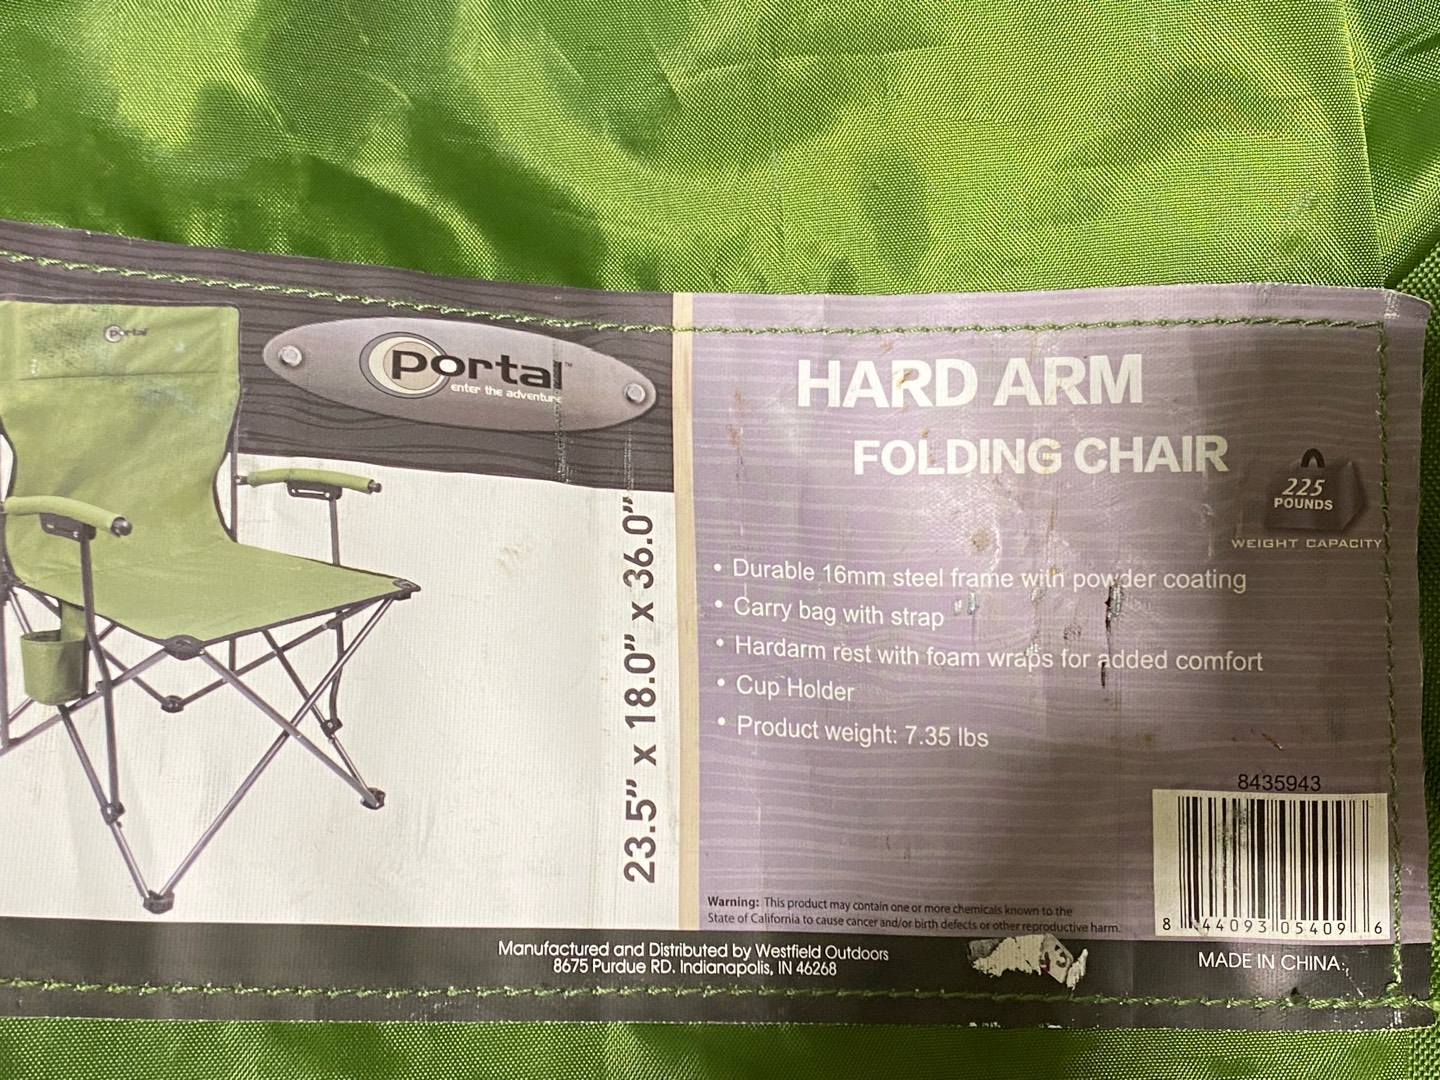 portal
portal™
enter the adventure
23.5” x 18.0” x 36.0”
HARD ARM
FOLDING CHAIR
225
POUNDS
WEIGHT CAPACITY
• Durable 16mm steel frame with powder coating
• Carry bag with strap
• Hardarm rest with foam wraps for added comfort
• Cup Holder
• Product weight: 7.35 lbs
8435943
8 44093 05409 6
Warning: This product may contain one or more chemicals known to the
State of California to cause cancer and/or birth defects or other reproductive harm.
Manufactured and Distributed by Westfield Outdoors
8675 Purdue RD. Indianapolis, IN 46268
MADE IN CHINA